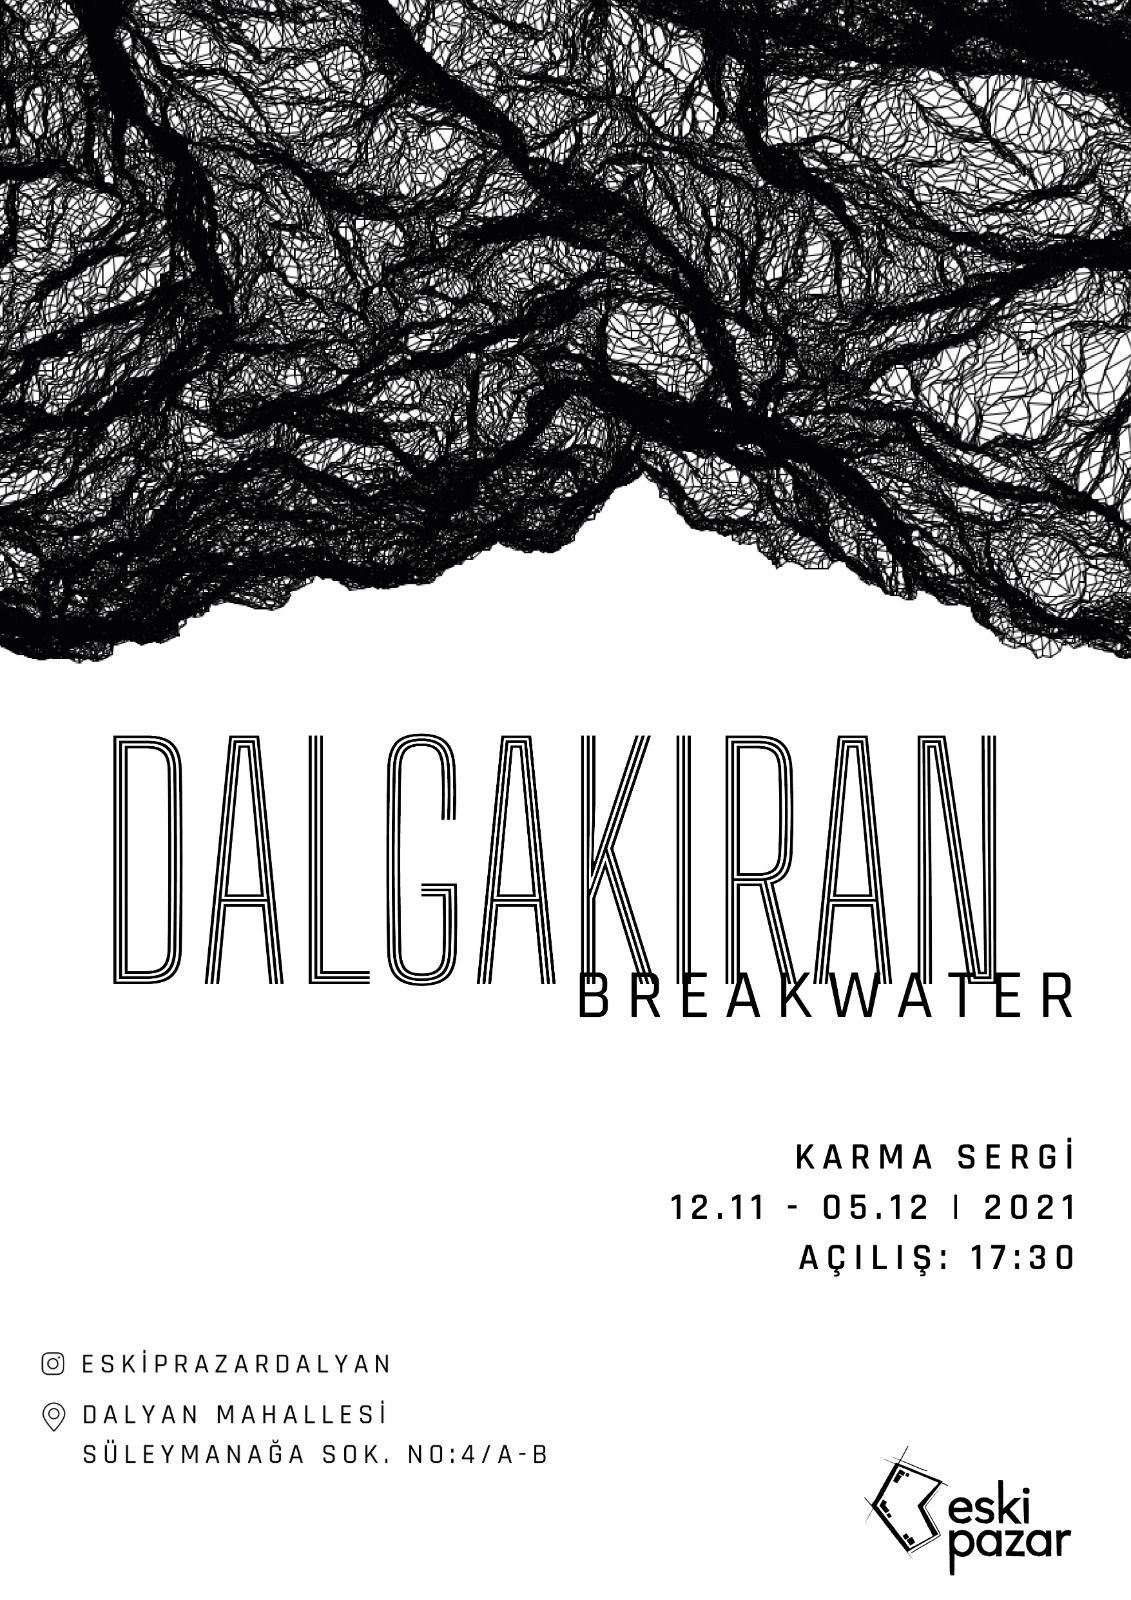 DALGAKIRAN
BREAKWATER
KARMA SERGİ
12.11 - 05.12 | 2021
AÇILIŞ: 17:30
ESKİPRAZARDALYAN
DALYAN MAHALLESİ
SÜLEYMANAĞA SOK. NO:4/A-B
eski
pazar